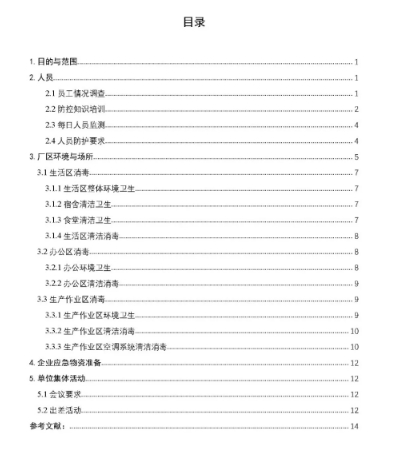 目录
1. 目的与范围 1
2. 人员 1
2.1 员工情况调查 1
2.2 防控知识培训 2
2.3 每日人员监测 4
2.4 人员防护要求 4
3. 厂区环境与场所 5
3.1 生活区消毒 7
3.1.1 生活区整体环境卫生 7
3.1.2 宿舍清洁卫生 7
3.1.3 食堂清洁卫生 7
3.1.4 生活区清洁消毒 8
3.2 办公区消毒 8
3.2.1 办公环境卫生 8
3.2.2 办公区清洁消毒 9
3.3 生产作业区消毒 9
3.3.1 生产作业区环境卫生 9
3.3.2 生产作业区清洁消毒 10
3.3.3 生产作业区空调系统清洁消毒 10
4. 企业应急物资准备 12
5. 单位集体活动 12
5.1 会议要求 12
5.2 出差活动 12
参考文献： 14